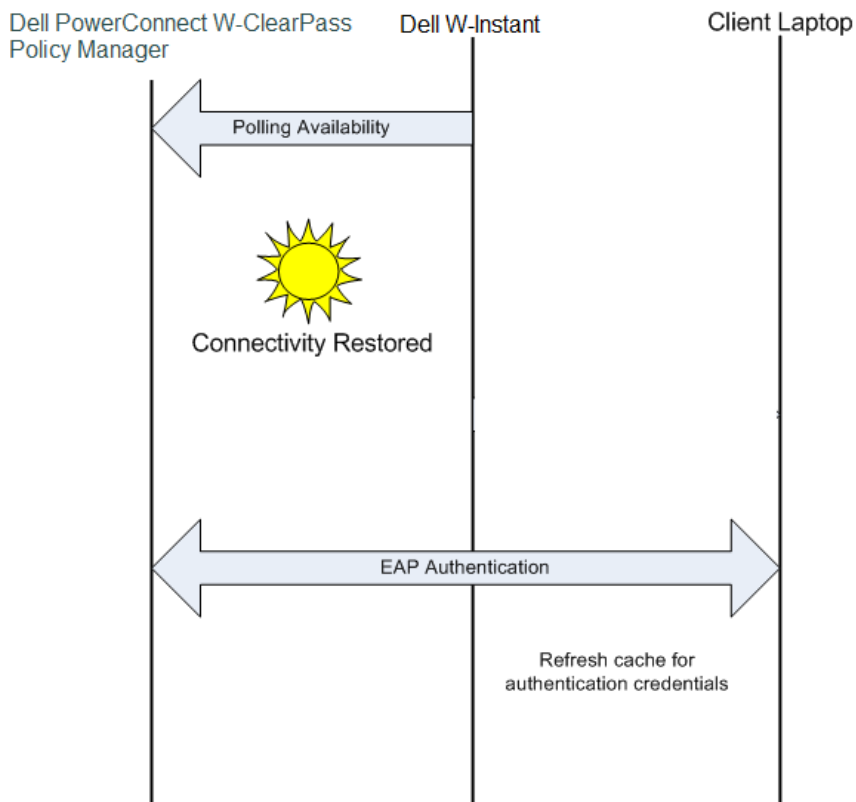 Dell PowerConnect W-ClearPass
Policy Manager
Dell W-Instant
Client Laptop
Polling Availability
Connectivity Restored
EAP Authentication
Refresh cache for
authentication credentials